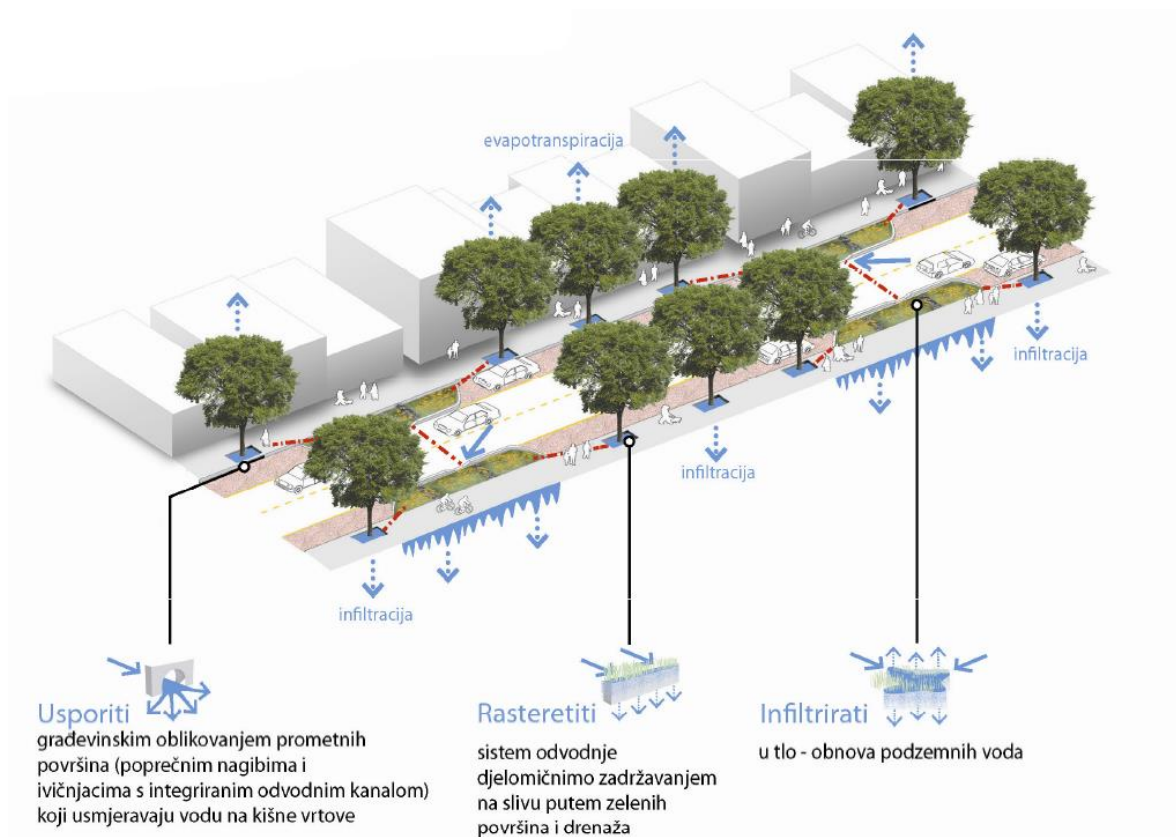 evapotranspiracija
infiltracija
infiltracija
infiltracija
Usporiti
građevinskim oblikovanjem prometnih
površina (poprečnim nagibima i
ivičnjacima s integriranim odvodnim kanalom)
koji usmjeravaju vodu na kišne vrtove
Rasteretiti
sistem odvodnje
djelomičnimo zadržavanjem
na slivu putem zelenih
površina i drenaža
Infiltrirati
u tlo - obnova podzemnih voda